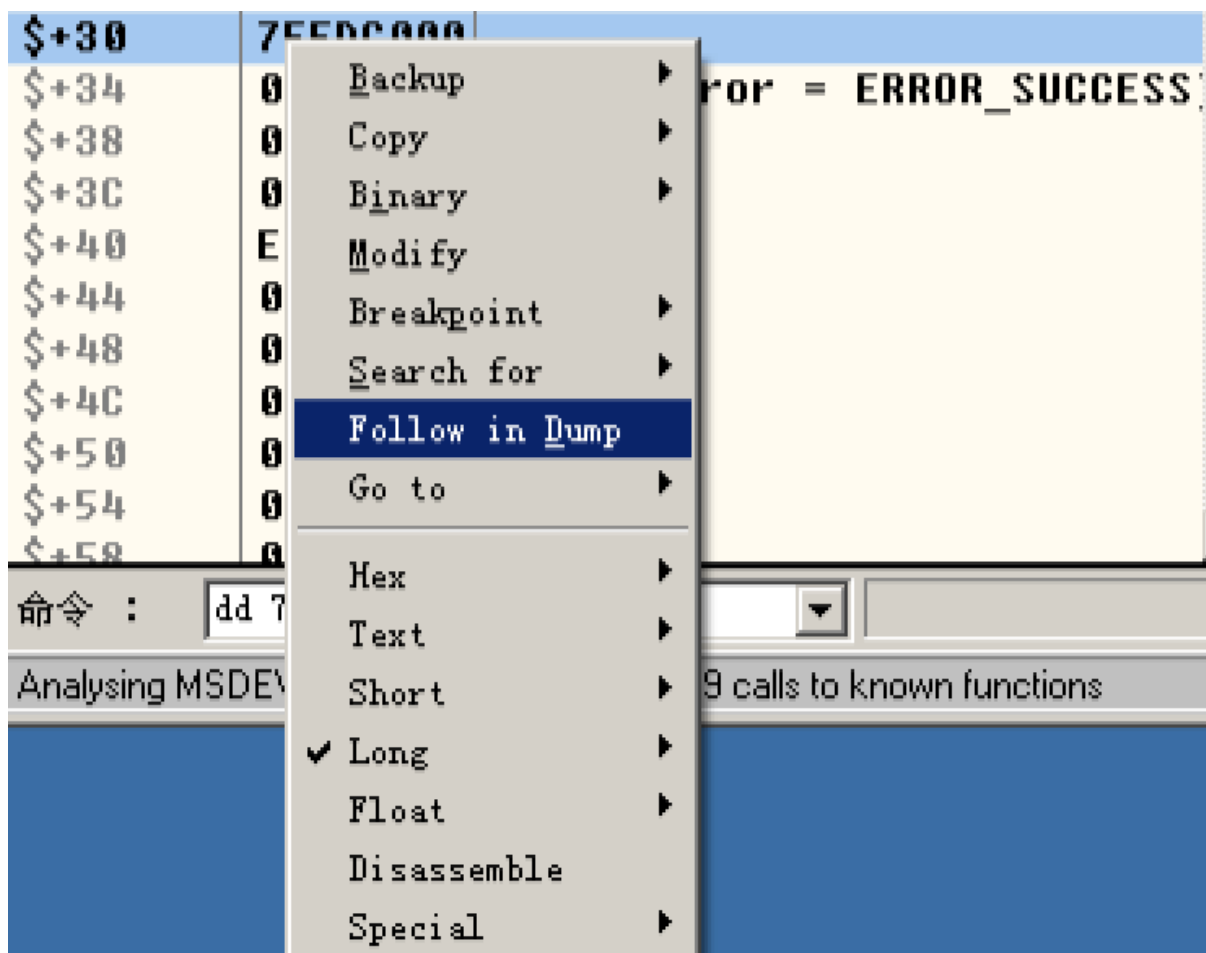 $+30
Backup
$+34 0 ror = ERROR_SUCCESS
Copy
$+38 0
Binary
$+3C 0
Modify
$+40 E
Breakpoint
$+44 0
$+48 0
Search for
$+4C 0
Follow in Dump
$+50 0
Go to
$+54 0
$+58 0
Hex
命令 : dd 7
Text
Analysing MSDEV 9 calls to known functions
Short
Long
Float
Disassemble
Special